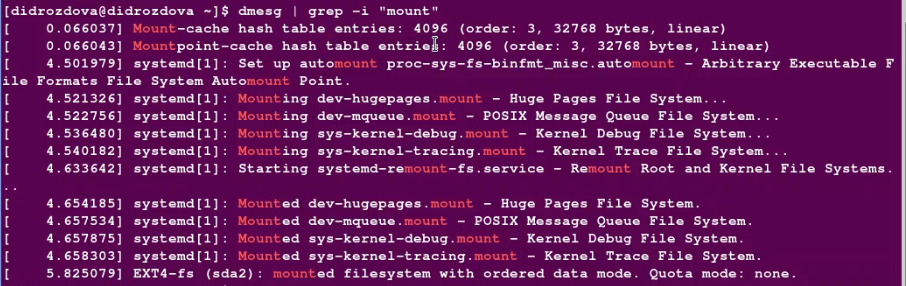 [didrozdova@didrozdova ~]$ dmesg | grep -i "mount"
[    0.066037] Mount-cache hash table entries: 4096 (order: 3, 32768 bytes, linear)
[    0.066043] Mountpoint-cache hash table entries: 4096 (order: 3, 32768 bytes, linear)
[    4.501979] systemd[1]: Set up automount proc-sys-fs-binfmt_misc.automount – Arbitrary Executable F
ile Formats File System Automount Point.
[    4.521326] systemd[1]: Mounting dev-hugepages.mount – Huge Pages File System...
[    4.522756] systemd[1]: Mounting dev-mqueue.mount – POSIX Message Queue File System...
[    4.536480] systemd[1]: Mounting sys-kernel-debug.mount – Kernel Debug File System...
[    4.540182] systemd[1]: Mounting sys-kernel-tracing.mount – Kernel Trace File System...
[    4.633642] systemd[1]: Starting systemd-remount-fs.service – Remount Root and Kernel File Systems.
..
[    4.654185] systemd[1]: Mounted dev-hugepages.mount – Huge Pages File System.
[    4.657534] systemd[1]: Mounted dev-mqueue.mount – POSIX Message Queue File System.
[    4.657875] systemd[1]: Mounted sys-kernel-debug.mount – Kernel Debug File System.
[    4.658303] systemd[1]: Mounted sys-kernel-tracing.mount – Kernel Trace File System.
[    5.825079] EXT4-fs (sda2): mounted filesystem with ordered data mode. Quota mode: none.